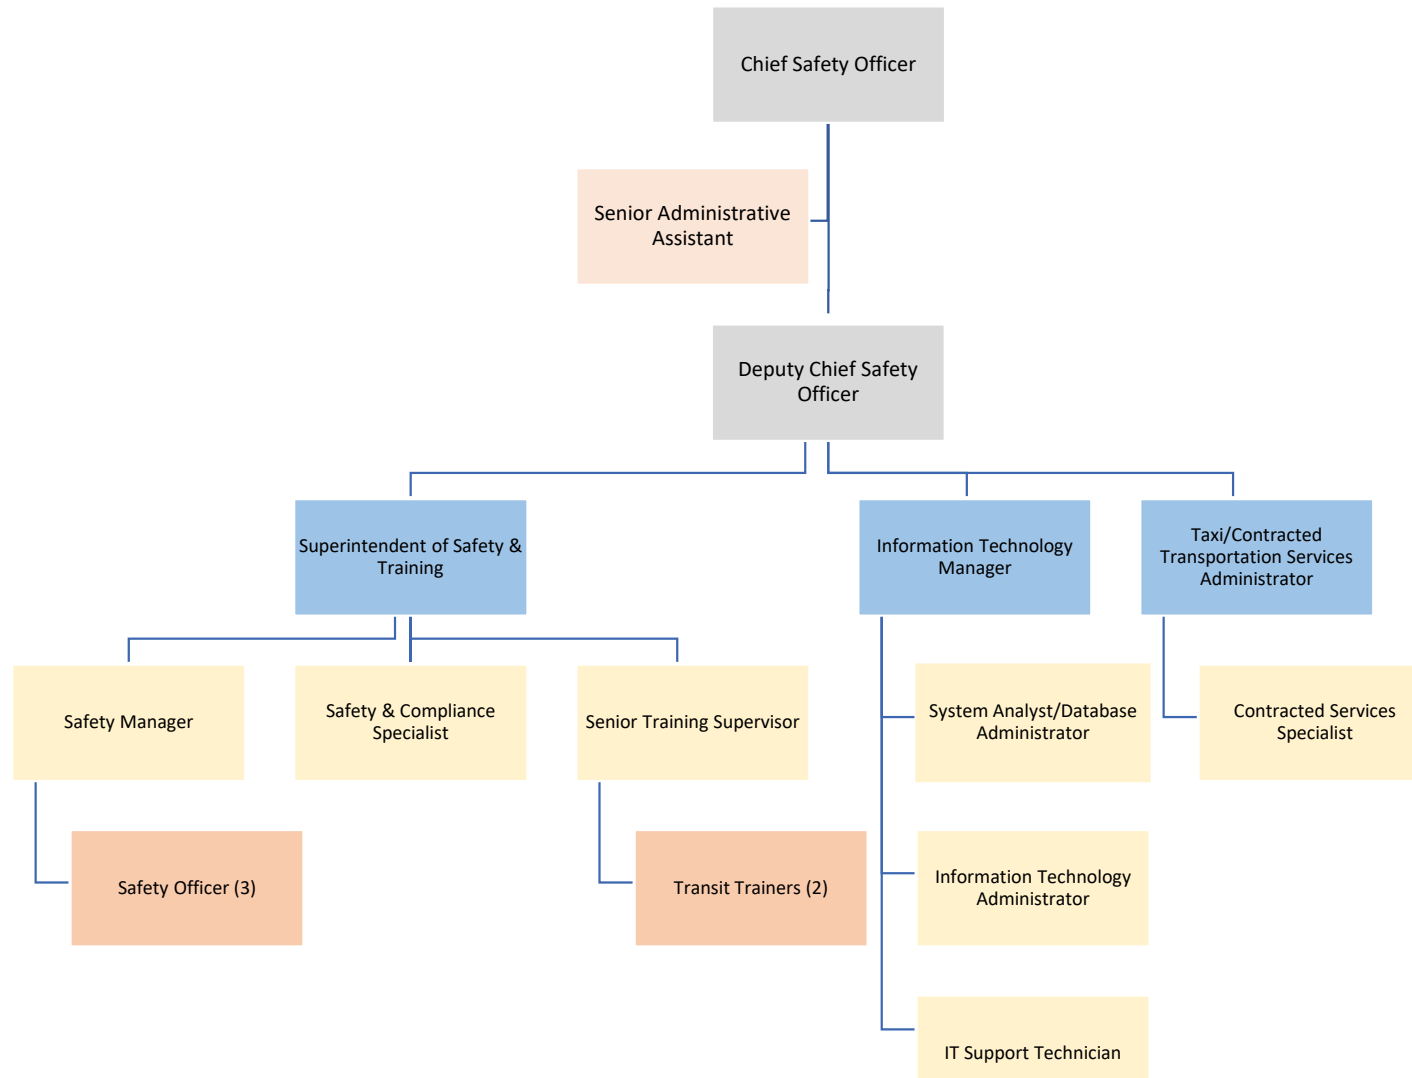 Chief Safety Officer
Senior Administrative
Assistant
Deputy Chief Safety
Officer
Superintendent of Safety &
Training
Information Technology
Manager
Taxi/Contracted
Transportation Services
Administrator
Safety Manager
Safety & Compliance
Specialist
Senior Training Supervisor
System Analyst/Database
Administrator
Contracted Services
Specialist
Safety Officer (3)
Transit Trainers (2)
Information Technology
Administrator
IT Support Technician